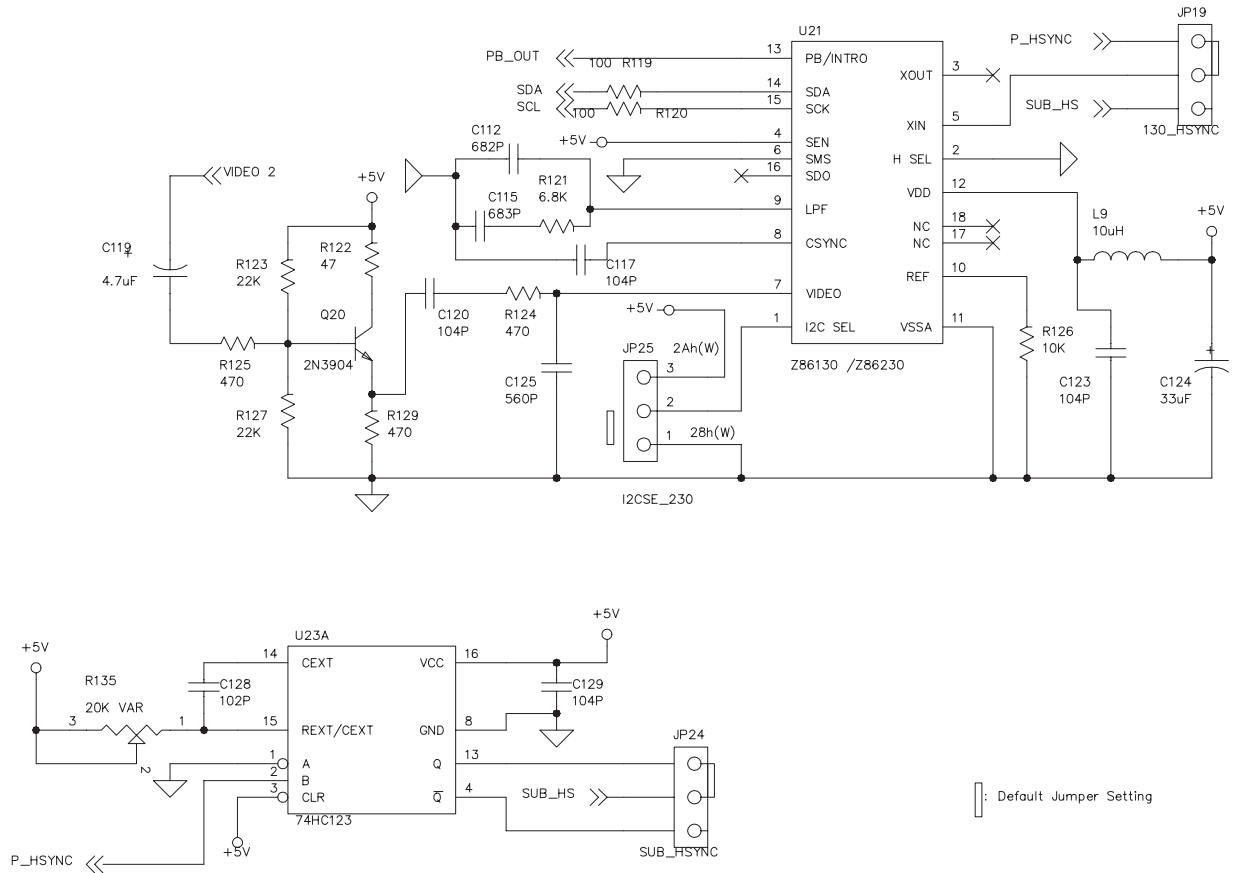 JP19
U21
P_HSYNC
PB_OUT
13
PB/INTRO
100 R119
XOUT
3
SDA
14
SDA
SCL
15
SCK
100
R120
SUB_HS
XIN
5
130_HSYNC
C112
682P
+5V
4
SEN
6
SMS
H SEL
2
16
SDO
VIDEO 2
+5V
R121
6.8K
C115
683P
VDD
12
9
LPF
L9
10uH
+5V
18
NC
17
NC
C119
+
4.7uF
R122
47
R123
22K
8
CSYNC
C117
104P
REF
10
7
VIDEO
Q20
C120
104P
R124
470
+5V
1
I2C SEL
VSSA
11
R126
10K
2N3904
JP25
2Ah(W)
Z86130 /Z86230
R125
470
3
C125
560P
C123
104P
+
C124
33uF
R127
22K
R129
470
2
1
28h(W)
I2CSE_230
+5V
U23A
+5V
14
CEXT
VCC
16
R135
20K VAR
C128
102P
C129
104P
3
1
15
REXT/CEXT
GND
8
JP24
2
1
A
Q
13
2
B
3
CLR
Q
4
SUB_HS
: Default Jumper Setting
74HC123
+5V
SUB_HSYNC
P_HSYNC